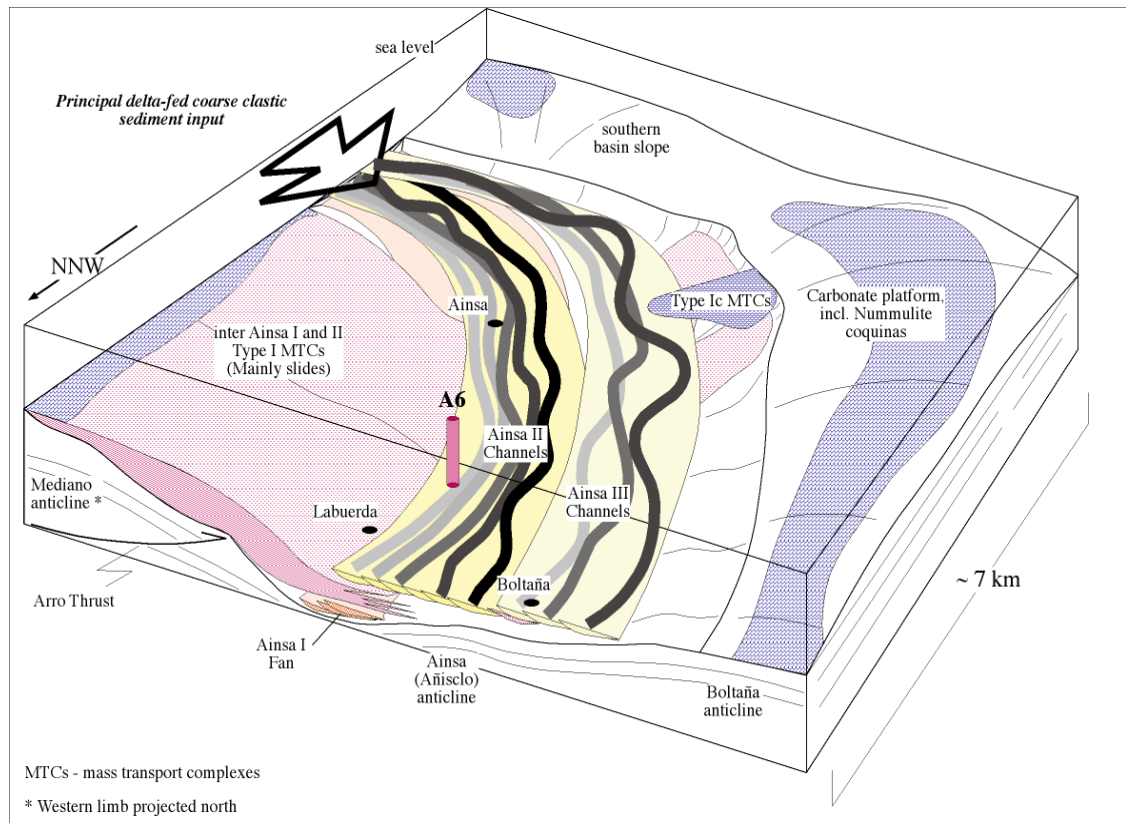 sea level
Principal delta-fed coarse clastic
sediment input
southern
basin slope
NNW
Ainsa
Type Ic MTCs
Carbonate platform,
incl. Nummulite
coquinas
inter Ainsa I and II
Type I MTCs
(Mainly slides)
A6
Ainsa II
Channels
Mediano
anticline *
Labuerda
Ainsa III
Channels
Boltaña
~ 7 km
Arro Thrust
Ainsa I
Fan
Ainsa
(Añisclo)
anticline
Boltaña
anticline
MTCs - mass transport complexes
* Western limb projected north